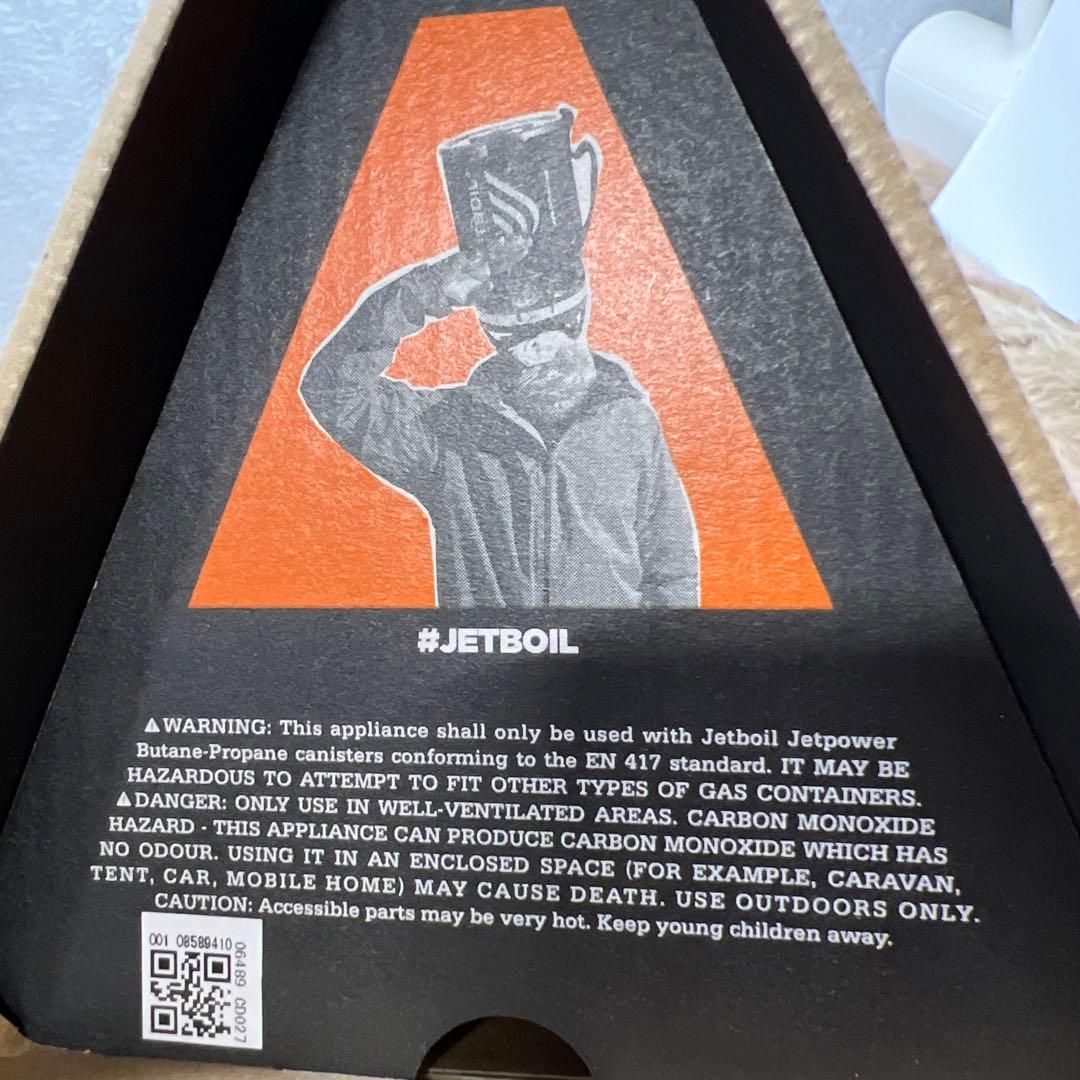 JETBOIL
#JETBOIL
⚠WARNING: This appliance shall only be used with Jetboil Jetpower
Butane-Propane canisters conforming to the EN 417 standard. IT MAY BE
HAZARDOUS TO ATTEMPT TO FIT OTHER TYPES OF GAS CONTAINERS.
⚠DANGER: ONLY USE IN WELL-VENTILATED AREAS. CARBON MONOXIDE
HAZARD - THIS APPLIANCE CAN PRODUCE CARBON MONOXIDE WHICH HAS
NO ODOUR. USING IT IN AN ENCLOSED SPACE (FOR EXAMPLE, CARAVAN,
TENT, CAR, MOBILE HOME) MAY CAUSE DEATH. USE OUTDOORS ONLY.
CAUTION: Accessible parts may be very hot. Keep young children away.
001 08589410
06489 CD027